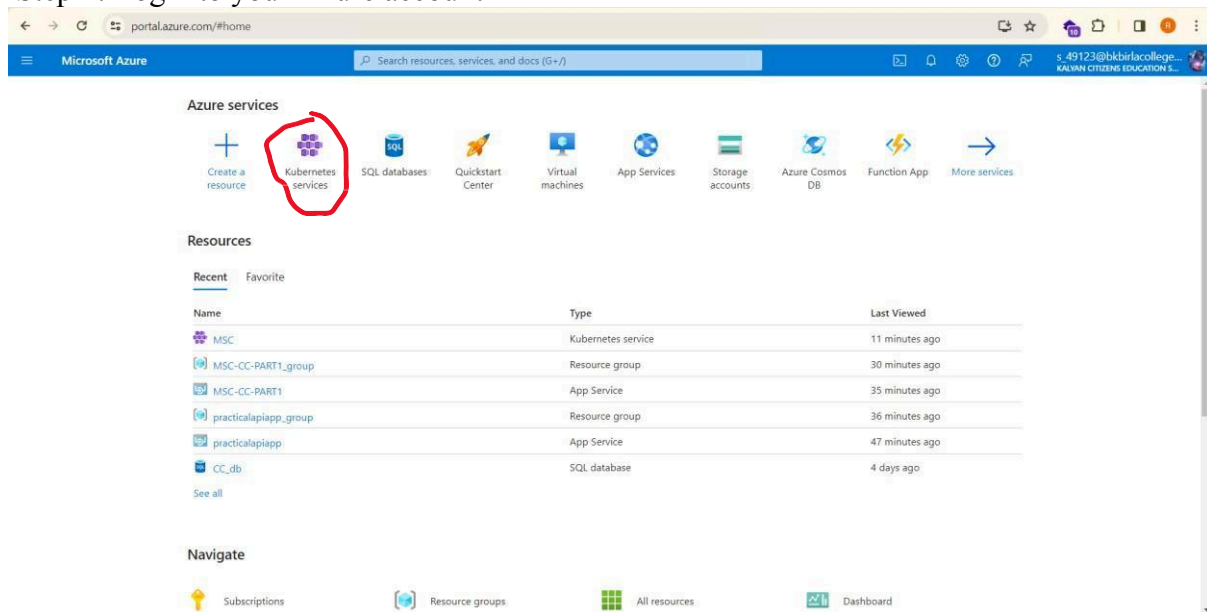 portal.azure.com/#home
10
R
Microsoft Azure
Search resources, services, and docs (G+/)
s_49123@bkbirlacollege...
KALYAN CITIZENS EDUCATION S...
Azure services
Create a resource
Kubernetes services
SQL
SQL databases
Quickstart Center
Virtual machines
App Services
Storage accounts
Azure Cosmos DB
Function App
More services
Resources
Recent Favorite
Name Type Last Viewed
MSC Kubernetes service 11 minutes ago
MSC-CC-PART1_group Resource group 30 minutes ago
MSC-CC-PART1 App Service 35 minutes ago
practicalapiapp_group Resource group 36 minutes ago
practicalapiapp App Service 47 minutes ago
CC_db SQL database 4 days ago
See all
Navigate
Subscriptions Resource groups All resources Dashboard